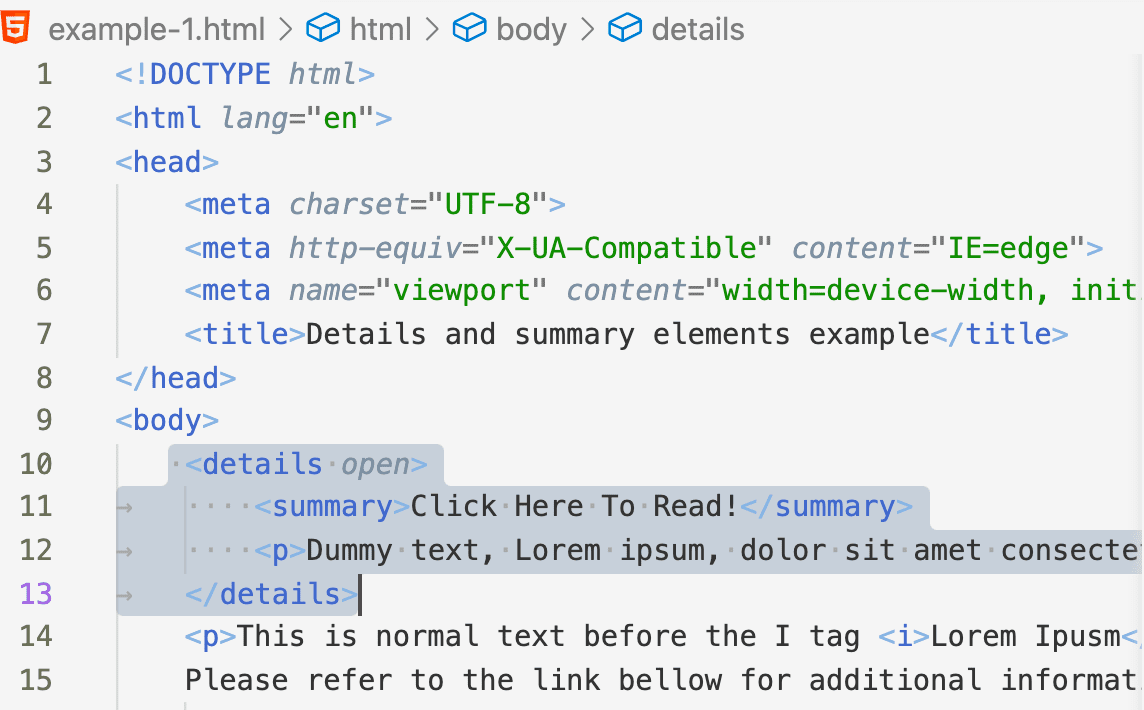 example-1.html > html > body > details
1 <!DOCTYPE html>
2 <html lang="en">
3 <head>
4 <meta charset="UTF-8">
5 <meta http-equiv="X-UA-Compatible" content="IE=edge">
6 <meta name="viewport" content="width=device-width, init
7 <title>Details and summary elements example</title>
8 </head>
9 <body>
10 <details open>
11 <summary>Click Here To Read!</summary>
12 <p>Dummy text, Lorem ipsum, dolor sit amet consecte
13 </details>
14 <p>This is normal text before the I tag <i>Lorem Ipusm</
15 Please refer to the link bellow for additional informat